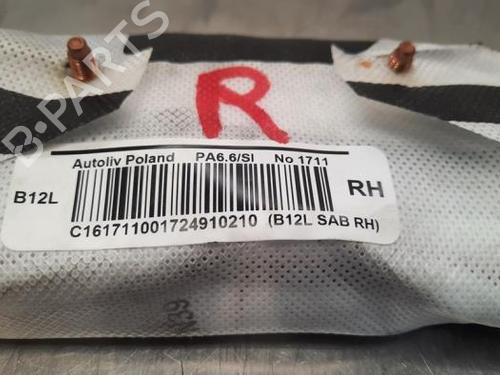 R
Autoliv Poland PA6.6/SI No 1711
B12L
RH
C161711001724910210 (B12L SAB RH)
B-PARTS